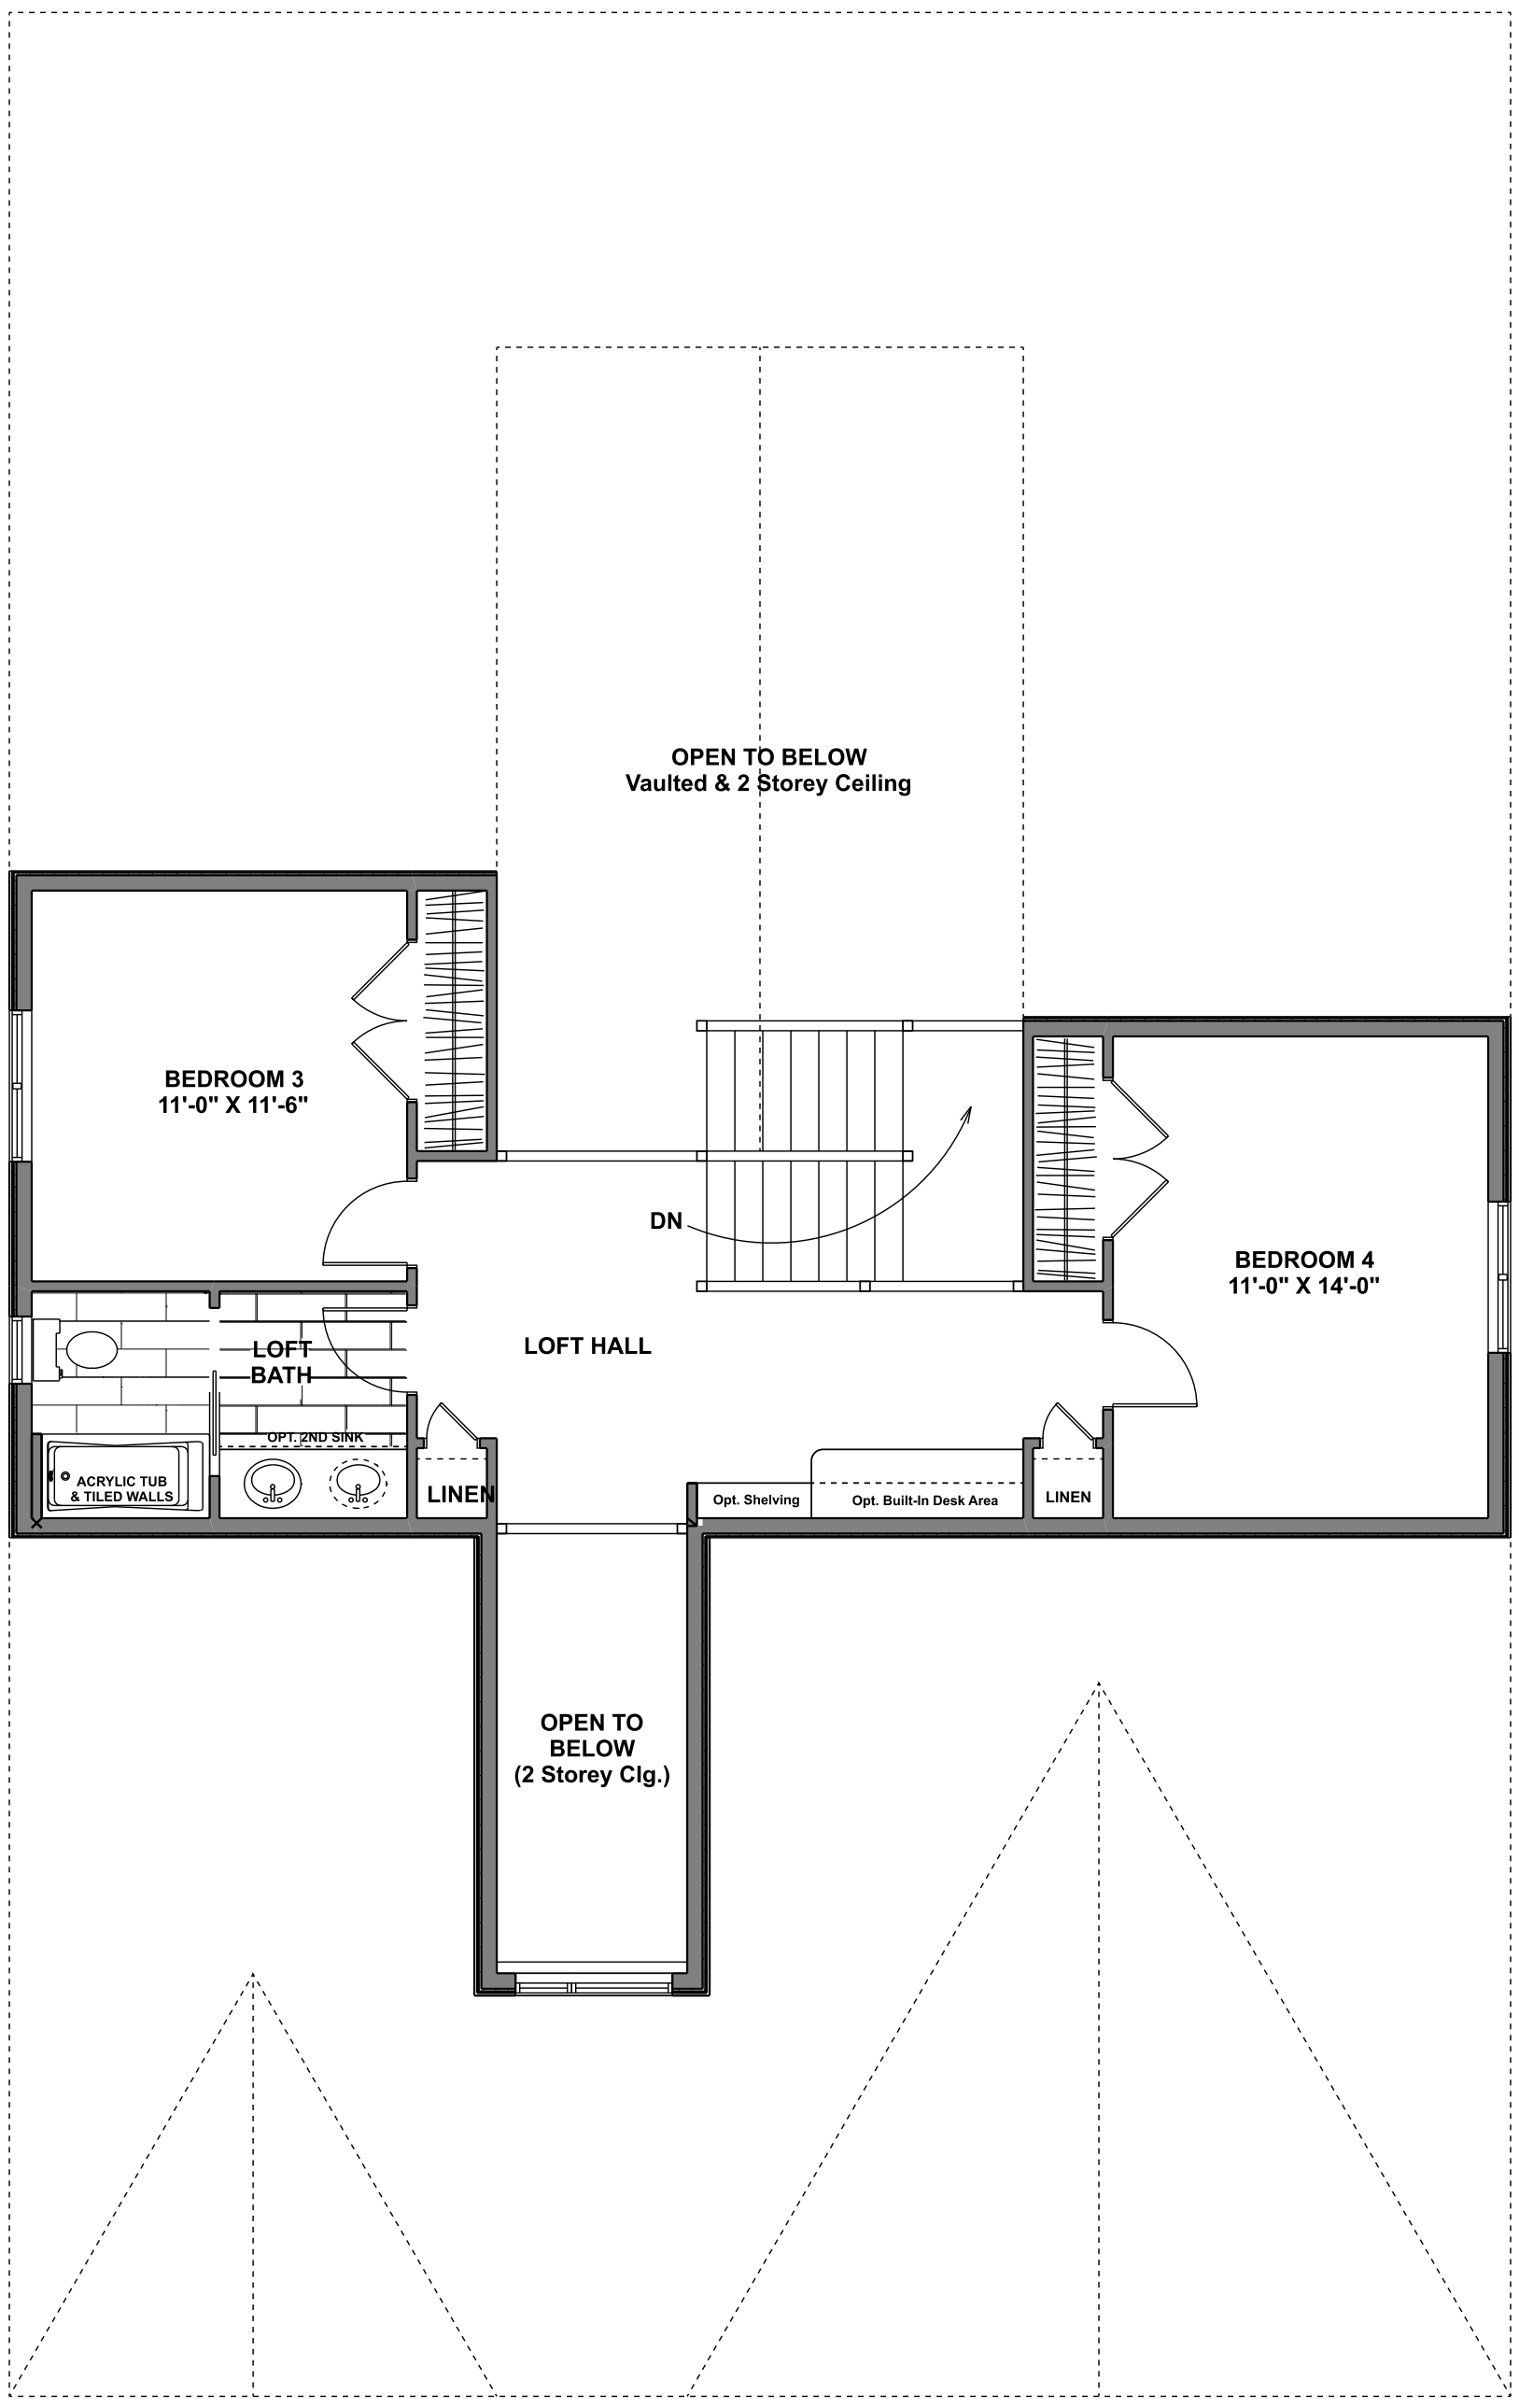 OPEN TO BELOW
Vaulted & 2 Storey Ceiling
BEDROOM 3
11'-0" X 11'-6"
DN
BEDROOM 4
11'-0" X 14'-0"
LOFT HALL
LOFT
BATH
OPT. 2ND SINK
ACRYLIC TUB
& TILED WALLS
LINEN
Opt. Shelving
Opt. Built-In Desk Area
LINEN
OPEN TO
BELOW
(2 Storey Clg.)